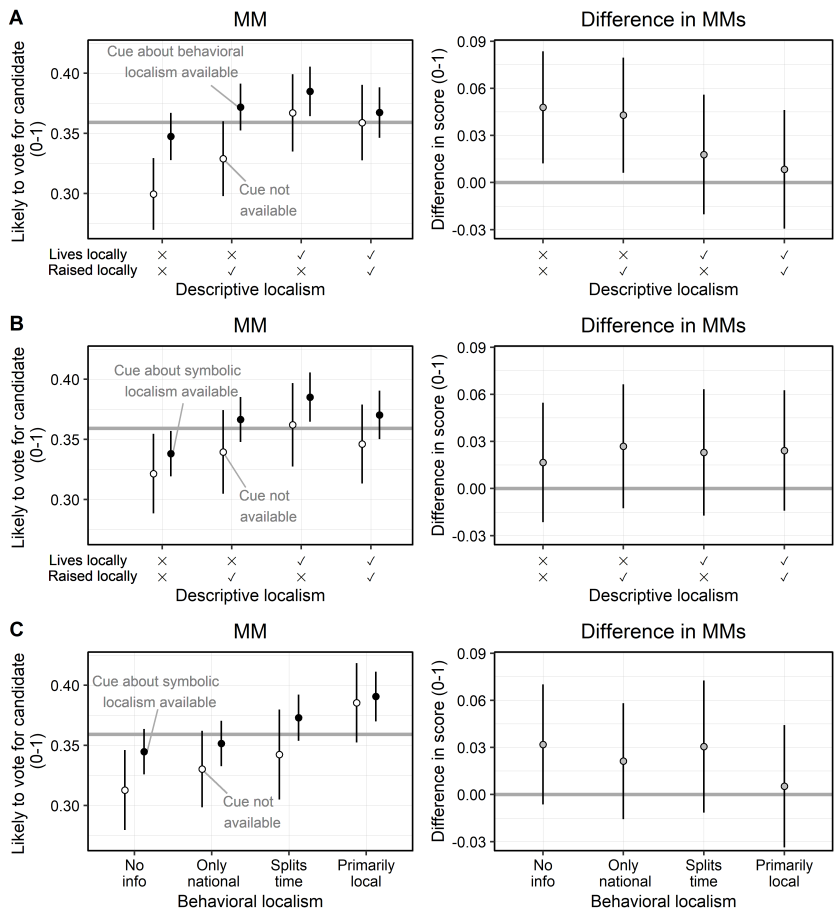 A
MM
Difference in MMs
Likely to vote for candidate
(0-1)
0.40
0.35
0.30
Cue about behavioral
localism available
Cue not
available
Lives locally × × ✓ ✓
Raised locally × ✓ × ✓
Descriptive localism
Difference in score (0-1)
0.09
0.06
0.03
0.00
-0.03
× × ✓ ✓
× ✓ × ✓
Descriptive localism
B
MM
Difference in MMs
Likely to vote for candidate
(0-1)
0.40
0.35
0.30
Cue about symbolic
localism available
Cue not
available
Lives locally × × ✓ ✓
Raised locally × ✓ × ✓
Descriptive localism
Difference in score (0-1)
0.09
0.06
0.03
0.00
-0.03
× × ✓ ✓
× ✓ × ✓
Descriptive localism
C
MM
Difference in MMs
Likely to vote for candidate
(0-1)
0.40
0.35
0.30
Cue about symbolic
localism available
Cue not
available
No Only Splits Primarily
info national time local
Behavioral localism
Difference in score (0-1)
0.09
0.06
0.03
0.00
-0.03
No Only Splits Primarily
info national time local
Behavioral localism